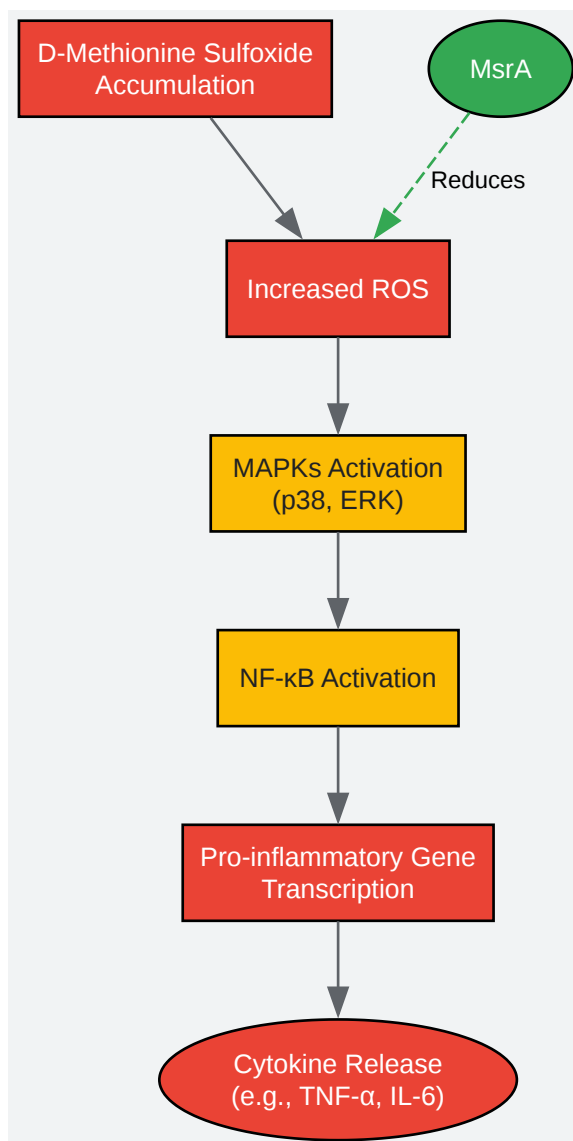 D-Methionine Sulfoxide
Accumulation
MsrA
Reduces
Increased ROS
MAPKs Activation
(p38, ERK)
NF-κB Activation
Pro-inflammatory Gene
Transcription
Cytokine Release
(e.g., TNF-α, IL-6)